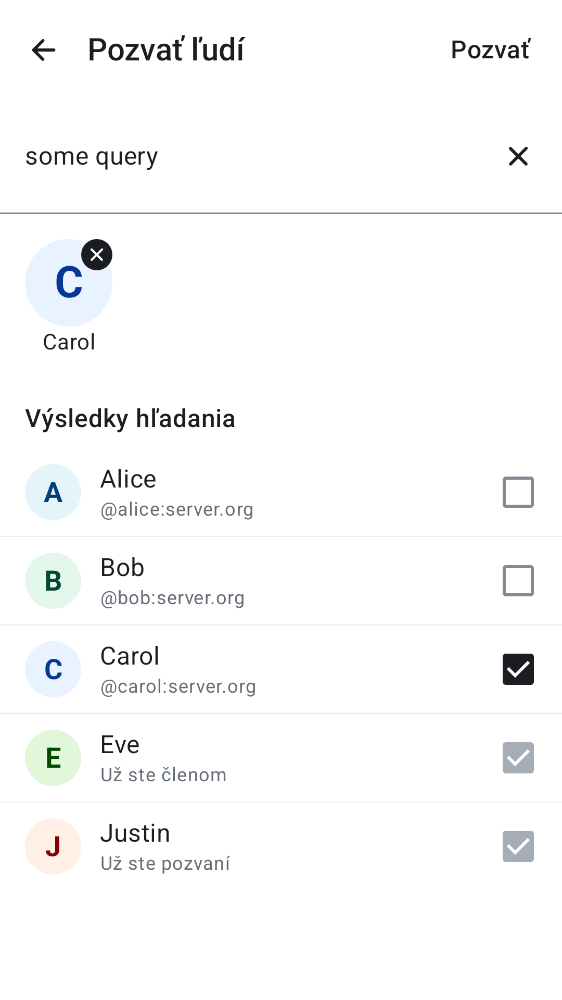 Pozvať ľudí
Pozvať
some query
C
Carol
Výsledky hľadania
A
Alice
@alice:server.org
B
Bob
@bob:server.org
C
Carol
@carol:server.org
E
Eve
Už ste členom
J
Justin
Už ste pozvaní